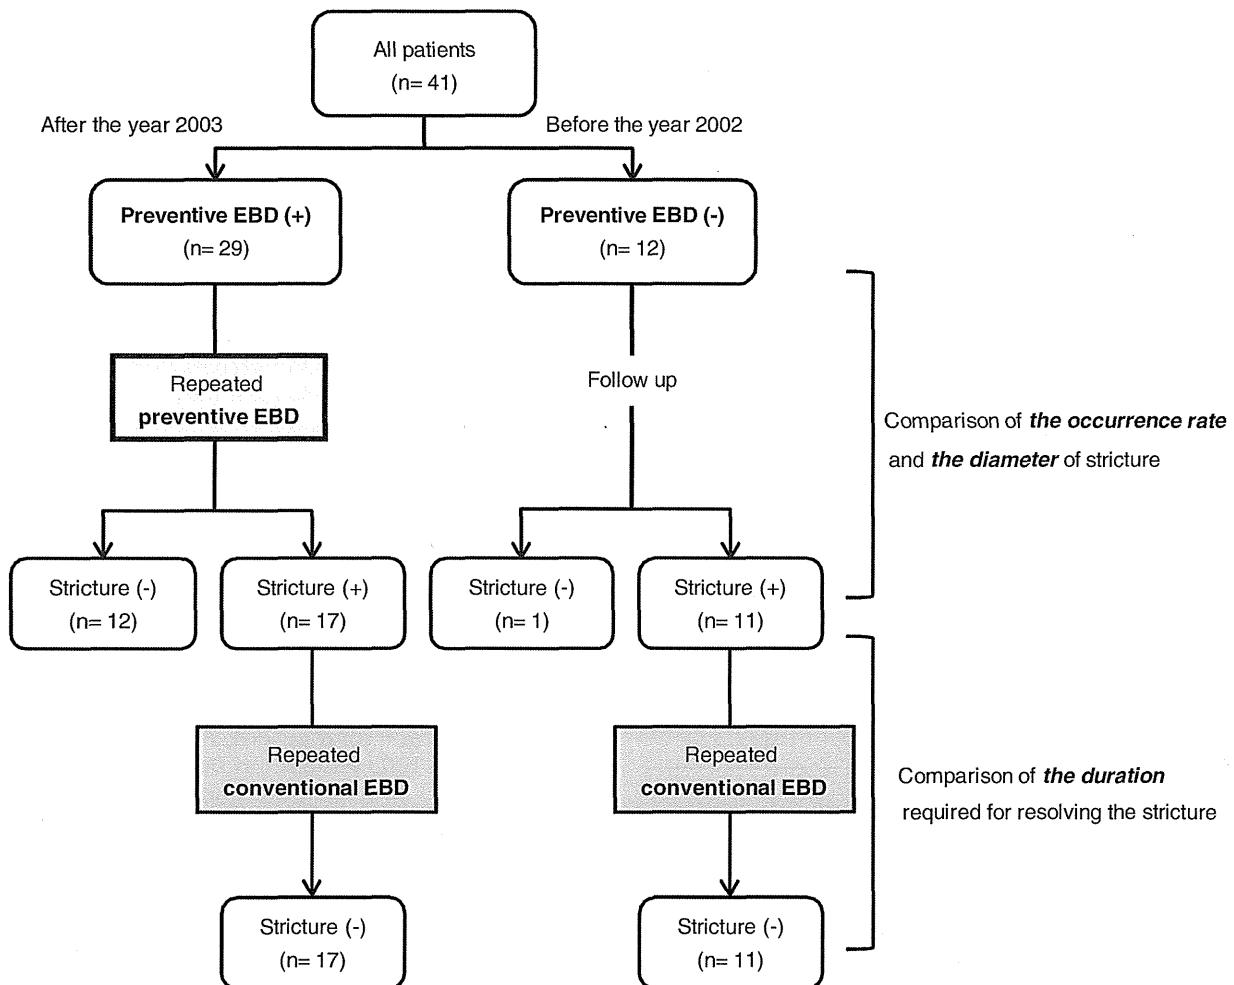 All patients
(n= 41)
After the year 2003
Before the year 2002
Preventive EBD (+)
(n= 29)
Preventive EBD (-)
(n= 12)
Repeated
preventive EBD
Follow up
Comparison of the occurrence rate
and the diameter of stricture
Stricture (-)
(n= 12)
Stricture (+)
(n= 17)
Stricture (-)
(n= 1)
Stricture (+)
(n= 11)
Repeated
conventional EBD
Repeated
conventional EBD
Comparison of the duration
required for resolving the stricture
Stricture (-)
(n= 17)
Stricture (-)
(n= 11)